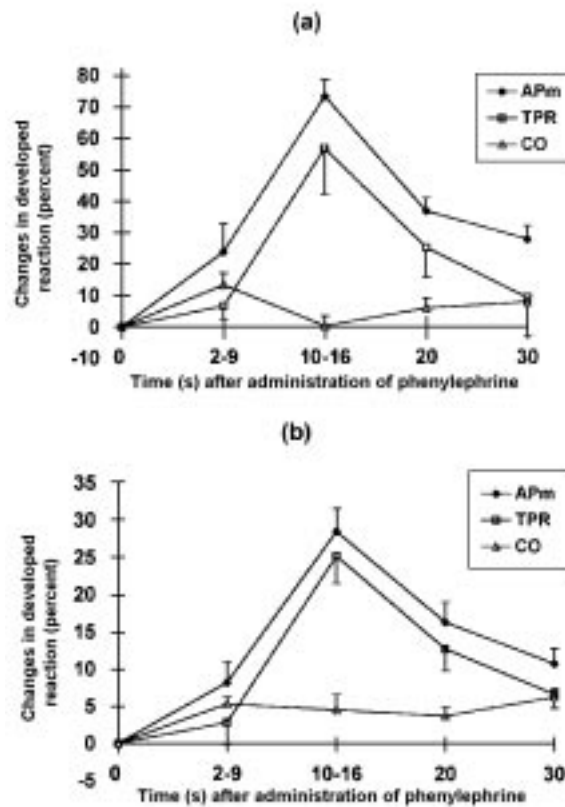 (a)
Changes in developed
reaction (percent)
80
70
60
50
40
30
20
10
0
-10
APm
TPR
CO
0 2-9 10-16 20 30
Time (s) after administration of phenylephrine
(b)
Changes in developed
reaction (percent)
35
30
25
20
15
10
5
0
-5
APm
TPR
CO
0 2-9 10-16 20 30
Time (s) after administration of phenylephrine